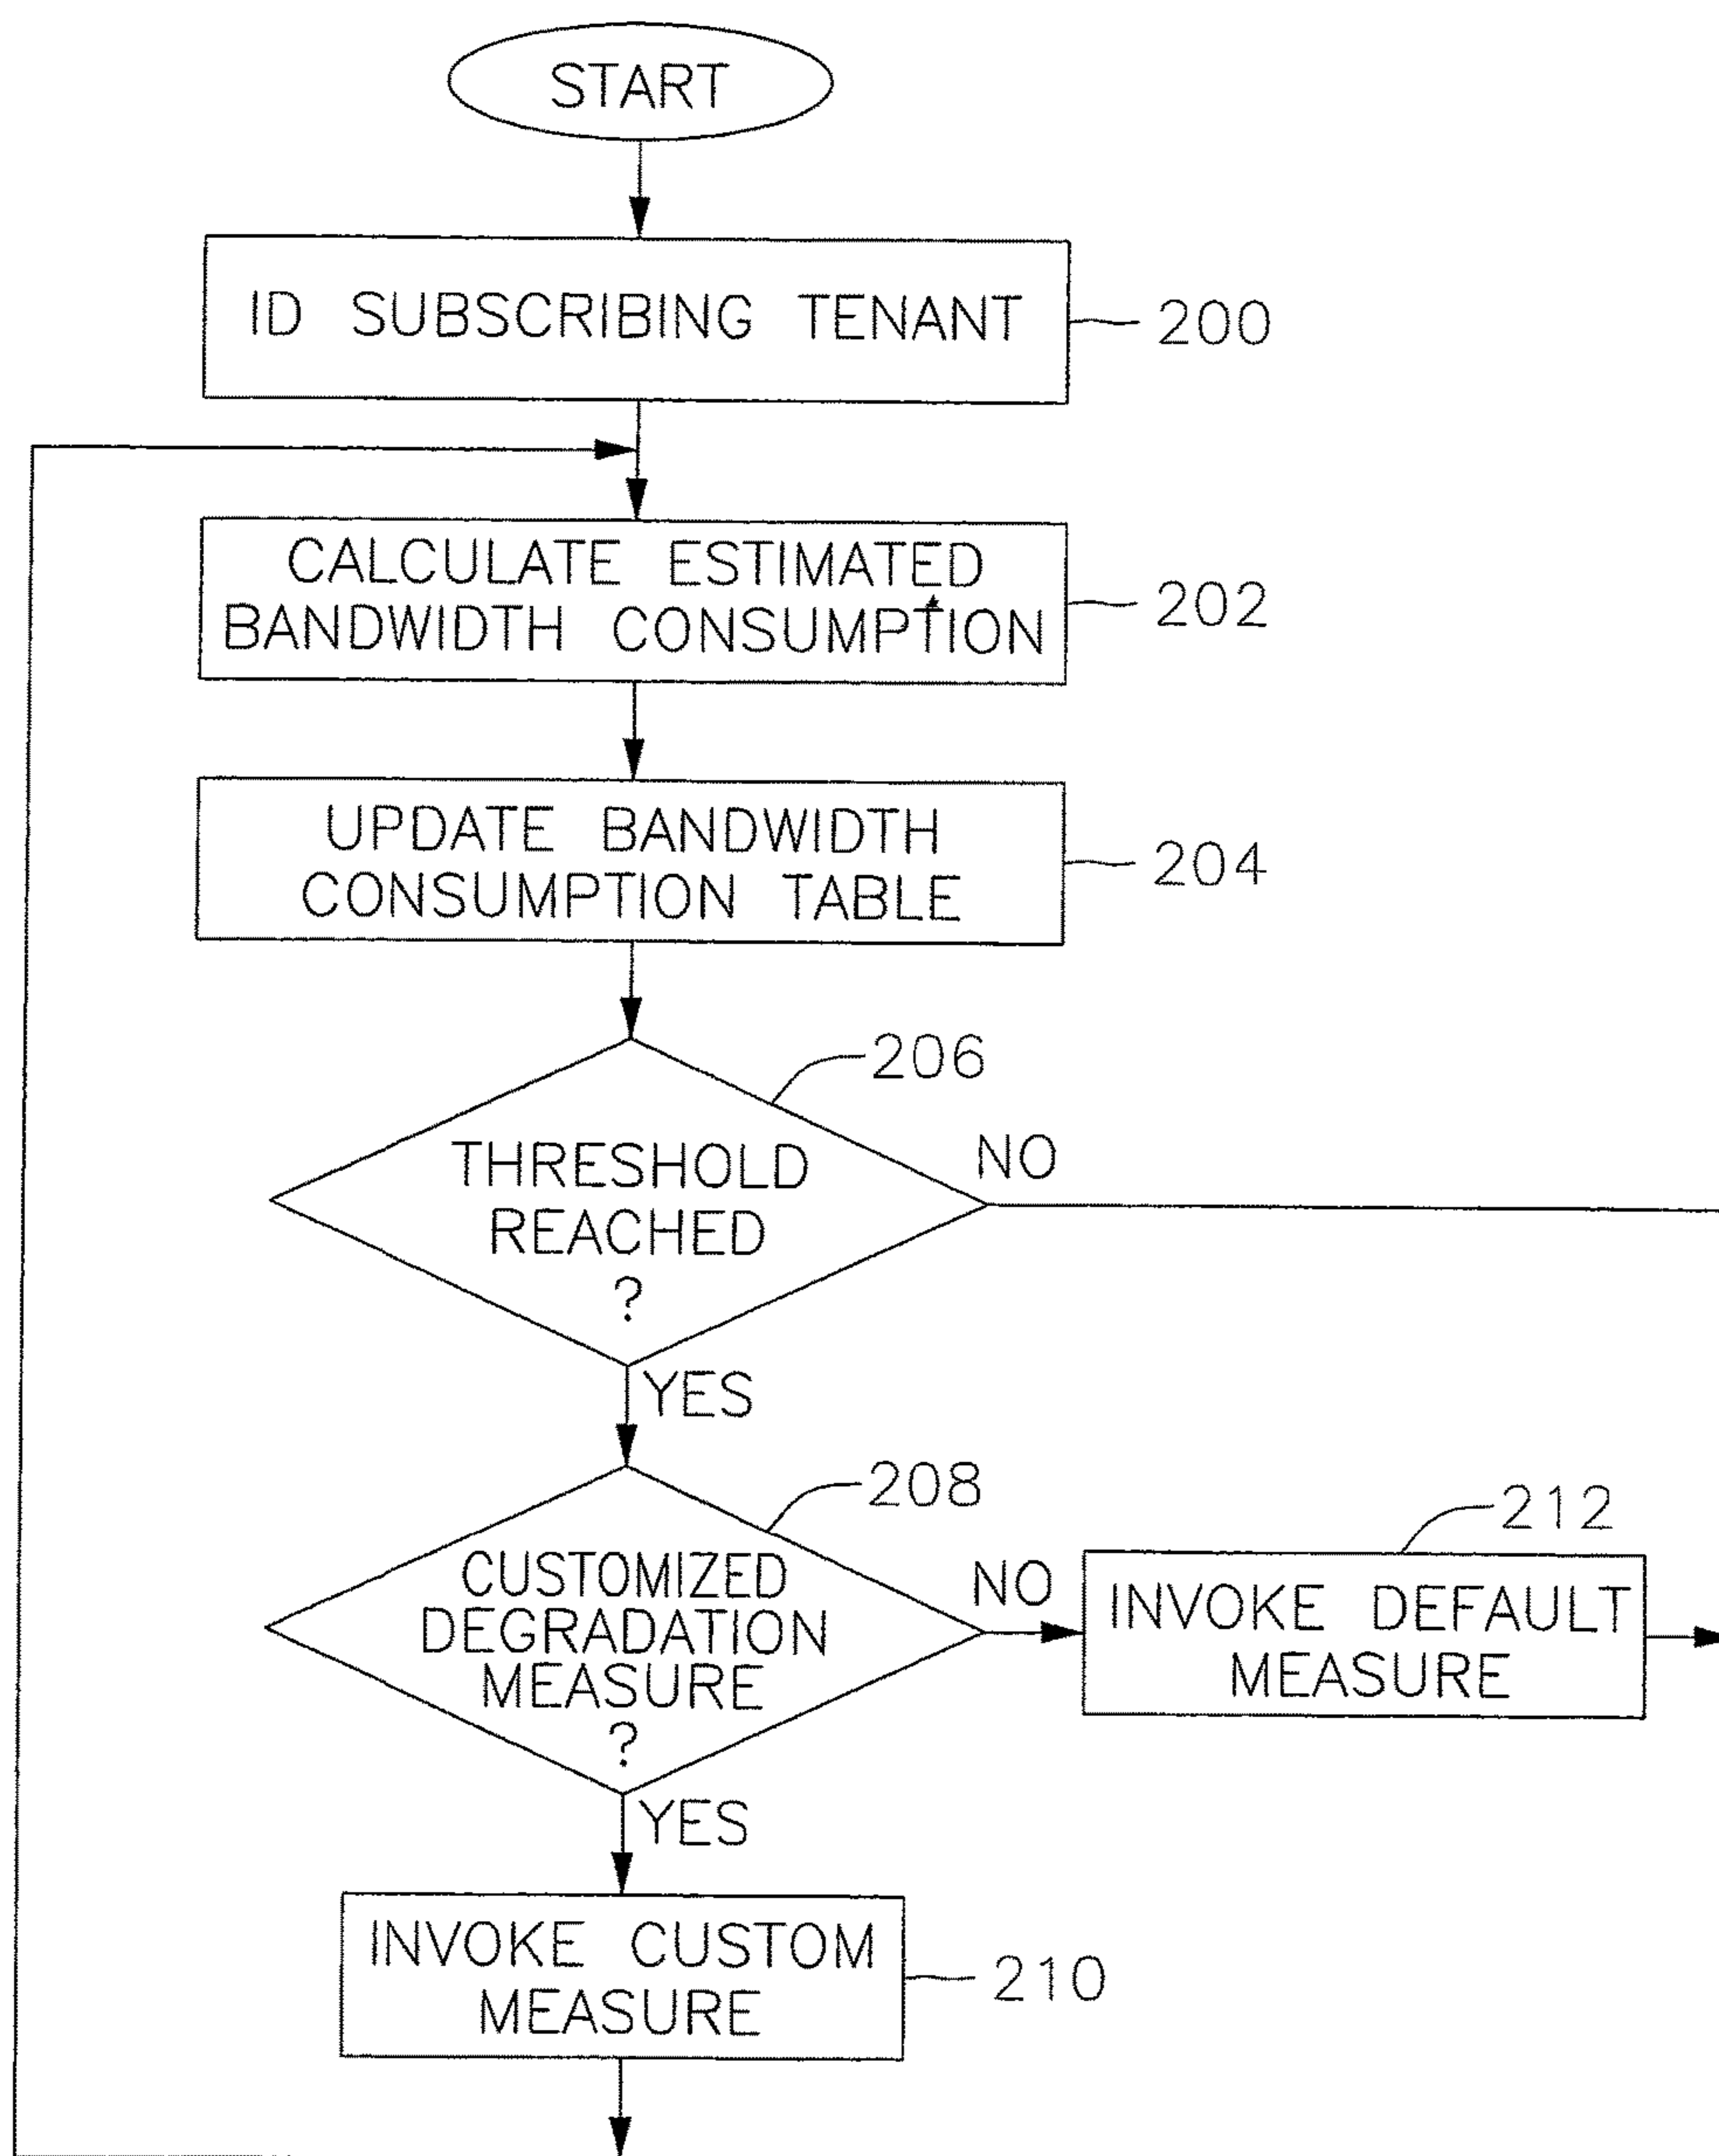 START
ID SUBSCRIBING TENANT
200
CALCULATE ESTIMATED
BANDWIDTH CONSUMPTION
202
UPDATE BANDWIDTH
CONSUMPTION TABLE
204
206
THRESHOLD
REACHED
?
NO
YES
208
CUSTOMIZED
DEGRADATION
MEASURE
?
NO
212
INVOKE DEFAULT
MEASURE
YES
INVOKE CUSTOM
MEASURE
210